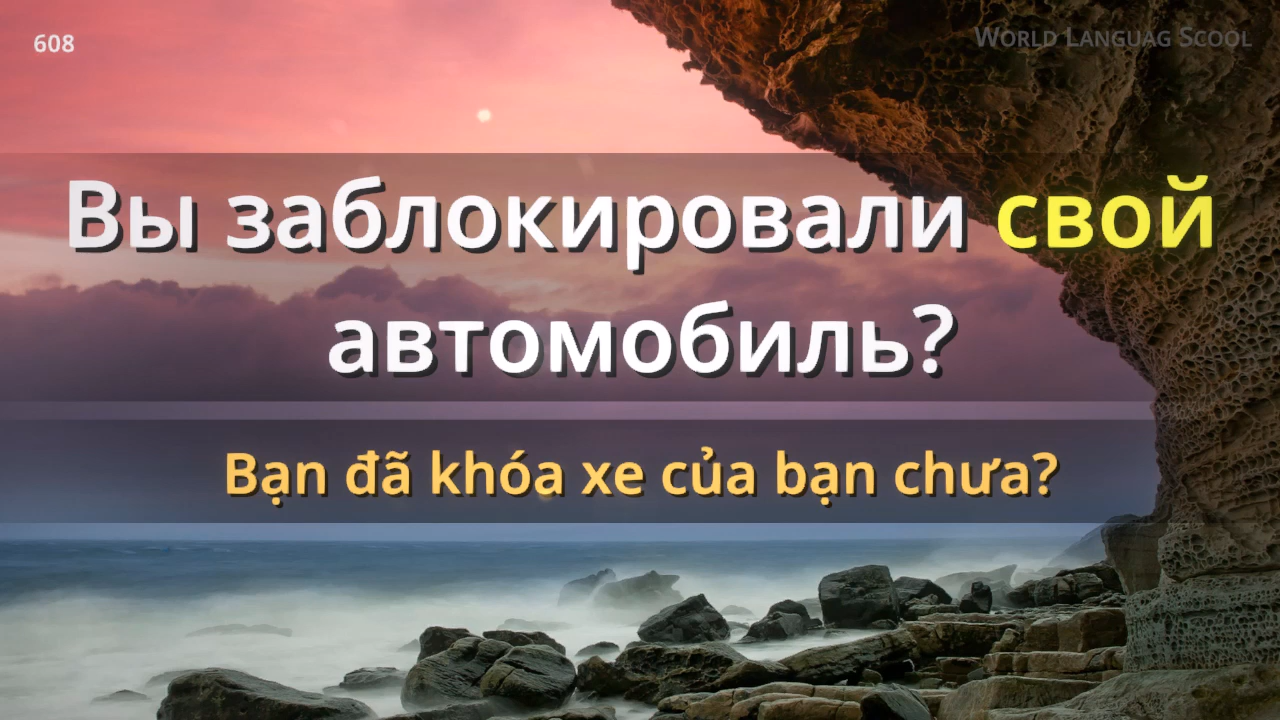 608
World Languag Scool
Вы заблокировали свой
автомобиль?
Bạn đã khóa xe của bạn chưa?